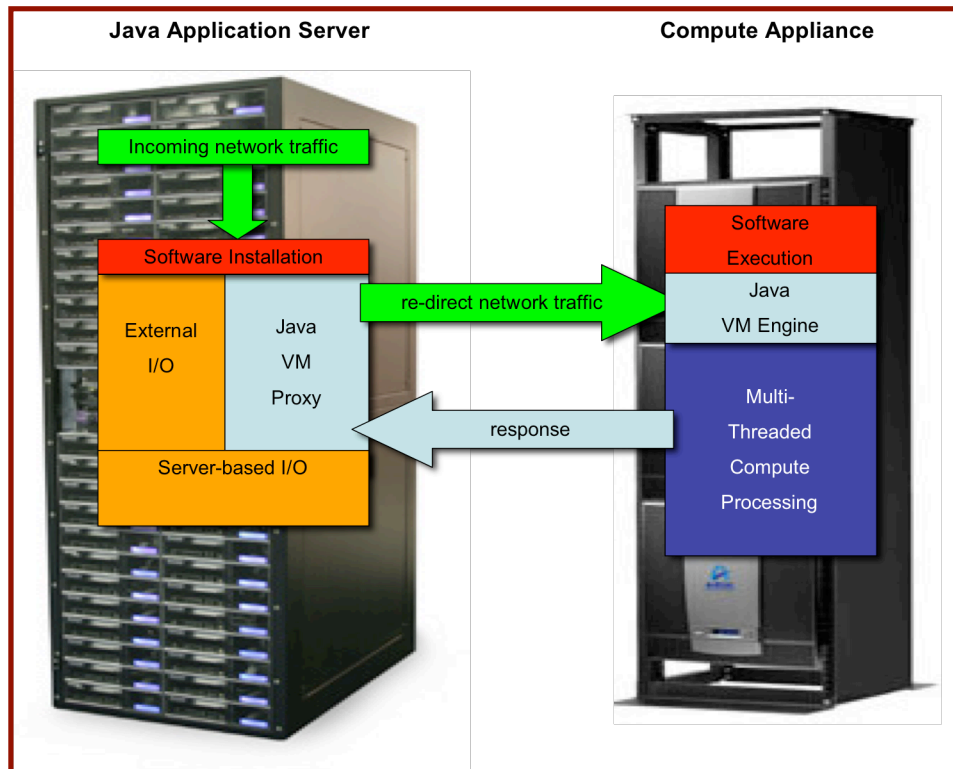 Java Application Server
Compute Appliance
Incoming network traffic
Software Installation
External
I/O
Java
VM
Proxy
Server-based I/O
re-direct network traffic
response
Software
Execution
Java
VM Engine
Multi-
Threaded
Compute
Processing